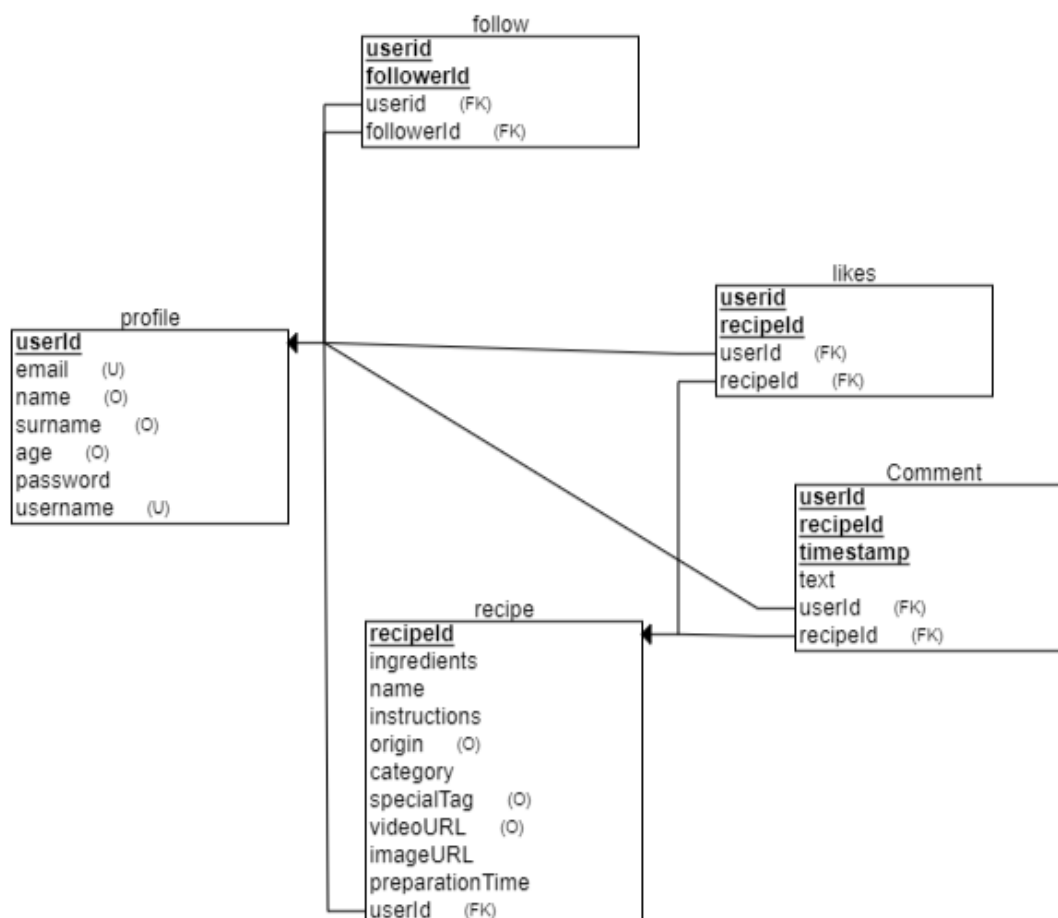 follow
userid
followerId
userid (FK)
followerId (FK)
likes
userid
recipeId
userId (FK)
recipeId (FK)
profile
userId
email (U)
name (O)
surname (O)
age (O)
password
username (U)
Comment
userId
recipeId
timestamp
text
userId (FK)
recipeId (FK)
recipe
recipeId
ingredients
name
instructions
origin (O)
category
specialTag (O)
videoURL (O)
imageURL
preparationTime
userId (FK)